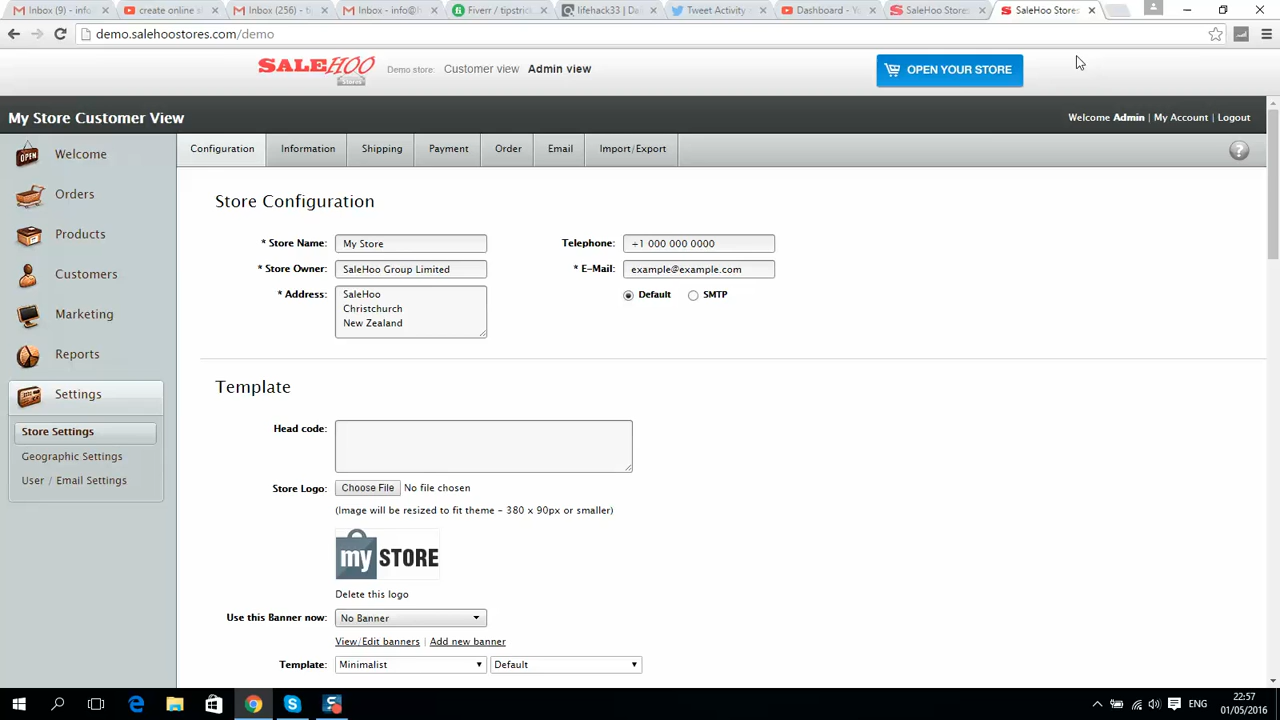 Inbox (9) - info
create online s
Inbox (256) - ti
Inbox - info@
Fiverr / tipstric
lifehack33 | Da
Tweet Activity
Dashboard - Yo
SaleHoo Stores
SaleHoo Stores
demo.salehoostores.com/demo
SALEHOO
Stores
Demo store:
Customer view
Admin view
OPEN YOUR STORE
My Store Customer View
Welcome Admin | My Account | Logout
OPEN
Welcome
Orders
Products
Customers
Marketing
Reports
Settings
Store Settings
Geographic Settings
User / Email Settings
Configuration
Information
Shipping
Payment
Order
Email
Import/Export
?
Store Configuration
* Store Name:
My Store
* Store Owner:
SaleHoo Group Limited
* Address:
SaleHoo
Christchurch
New Zealand
Telephone:
+1 000 000 0000
* E-Mail:
example@example.com
Default
SMTP
Template
Head code:
Store Logo:
Choose File No file chosen
(Image will be resized to fit theme - 380 x 90px or smaller)
my STORE
Delete this logo
Use this Banner now:
No Banner
View/Edit banners | Add new banner
Template:
Minimalist
Default
ENG
22:57
01/05/2016